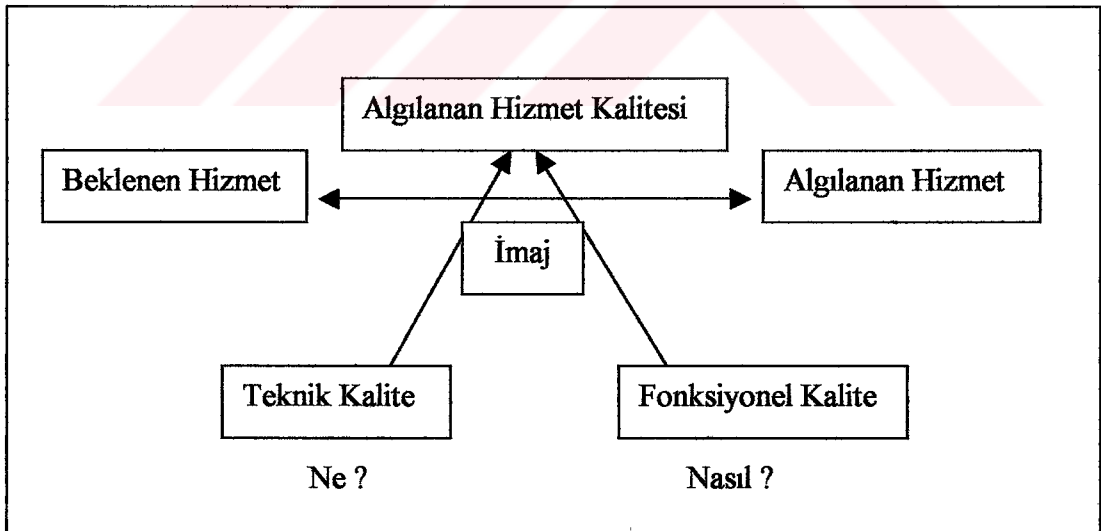 Algılanan Hizmet Kalitesi
Beklenen Hizmet
Algılanan Hizmet
İmaj
Teknik Kalite
Fonksiyonel Kalite
Ne ?
Nasıl ?